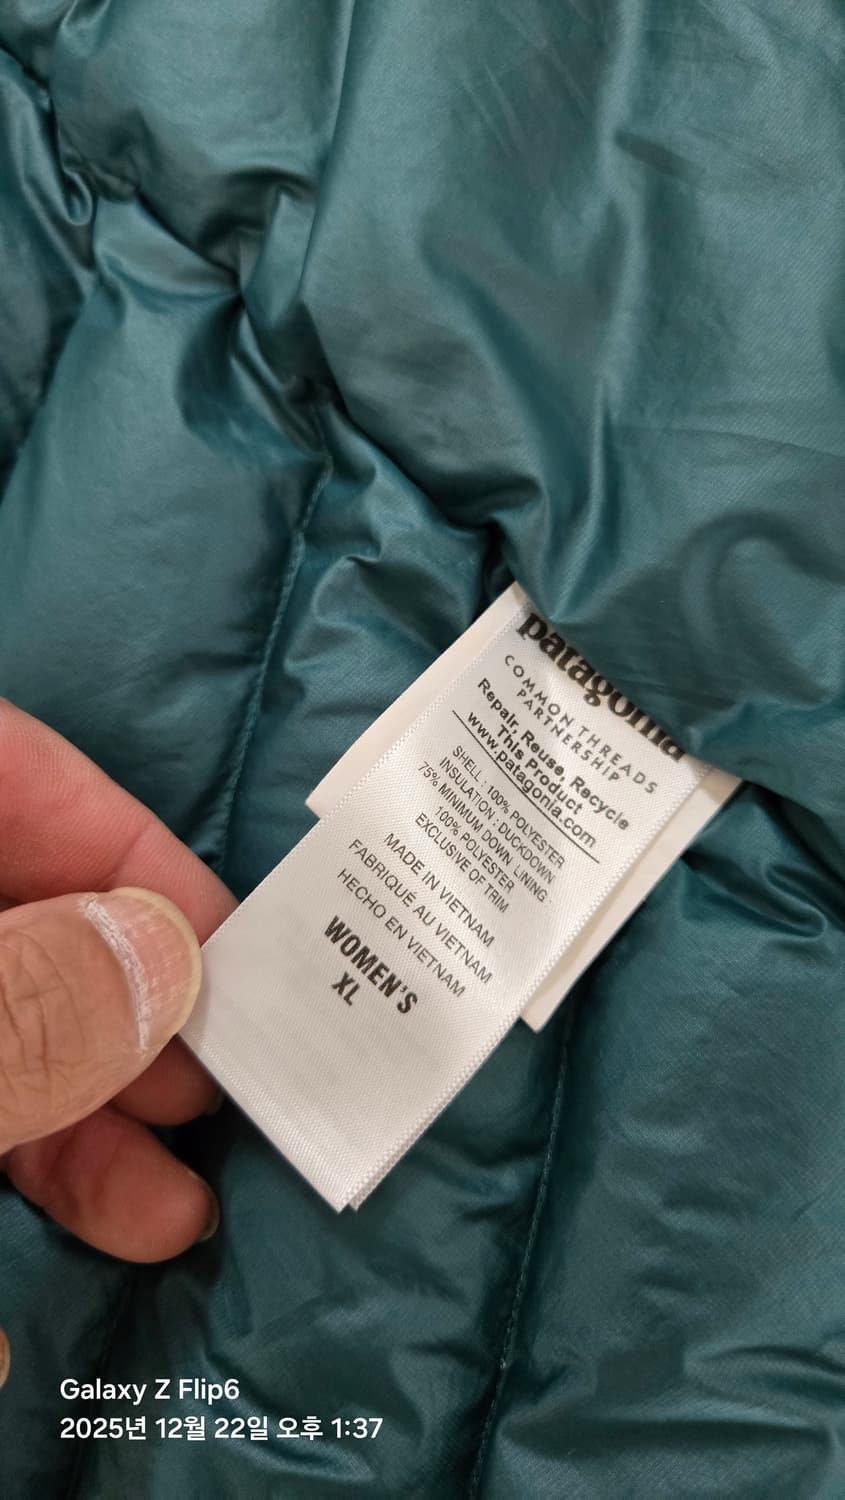 patagonia
COMMON THREADS
PARTNERSHIP
Repair, Reuse, Recycle
This Product
www.patagonia.com
SHELL : 100% POLYESTER
INSULATION : DUCKDOWN
75% MINIMUM DOWN LINING :
100% POLYESTER
EXCLUSIVE OF TRIM
MADE IN VIETNAM
FABRIQUÉ AU VIETNAM
HECHO EN VIETNAM
WOMEN'S
XL
Galaxy Z Flip6
2025년 12월 22일 오후 1:37